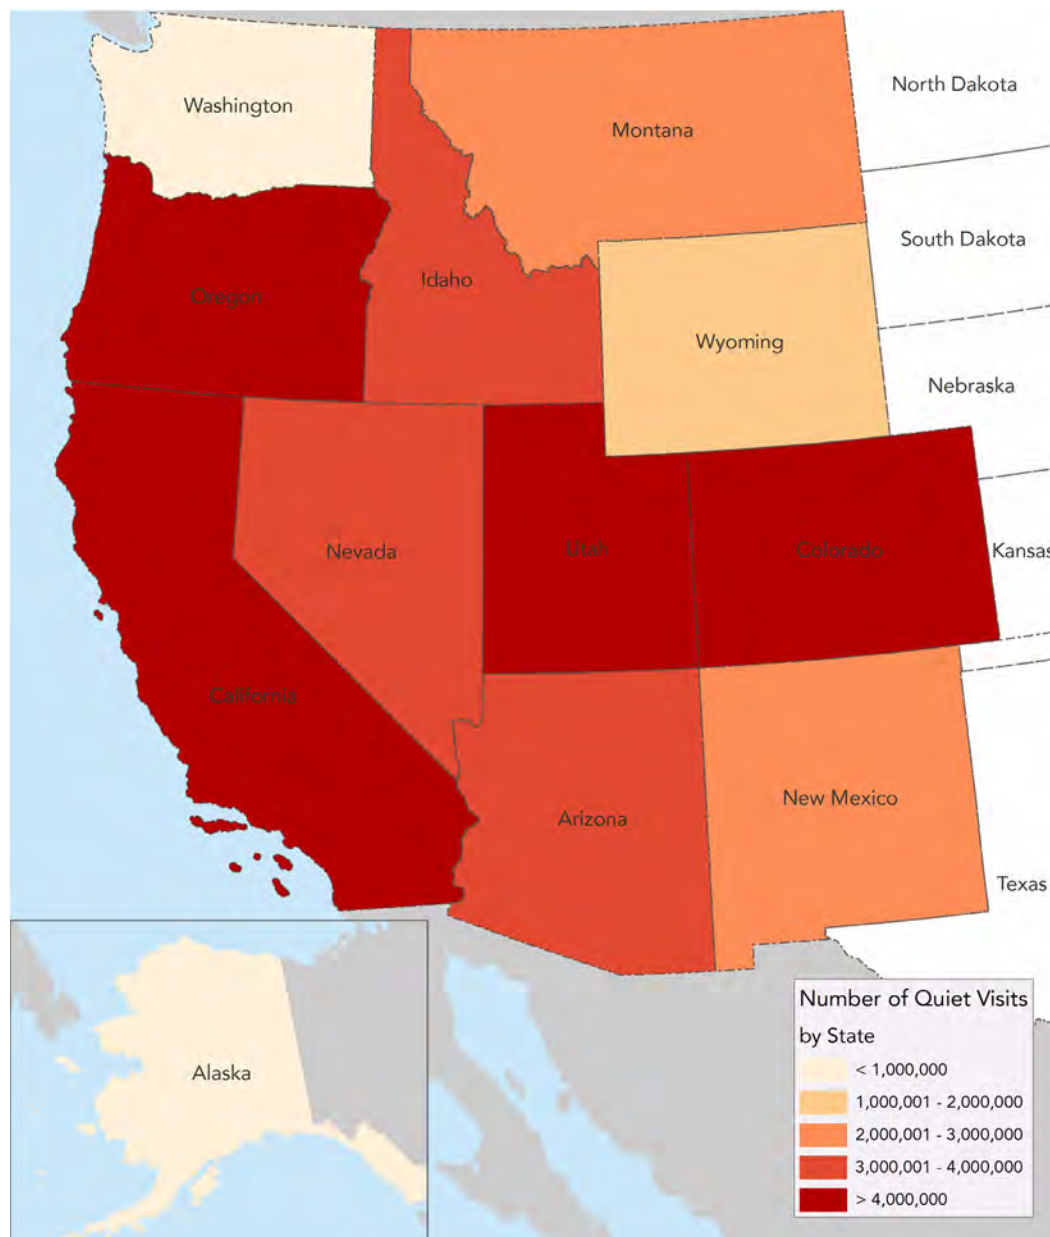 North Dakota
Washington
Montana
South Dakota
Idaho
Oregon
Wyoming
Nebraska
Nevada
Utah
Colorado
Kansas
California
New Mexico
Arizona
Texas
Number of Quiet Visits
by State
Alaska
< 1,000,000
1,000,001 - 2,000,000
2,000,001 - 3,000,000
3,000,001 - 4,000,000
> 4,000,000